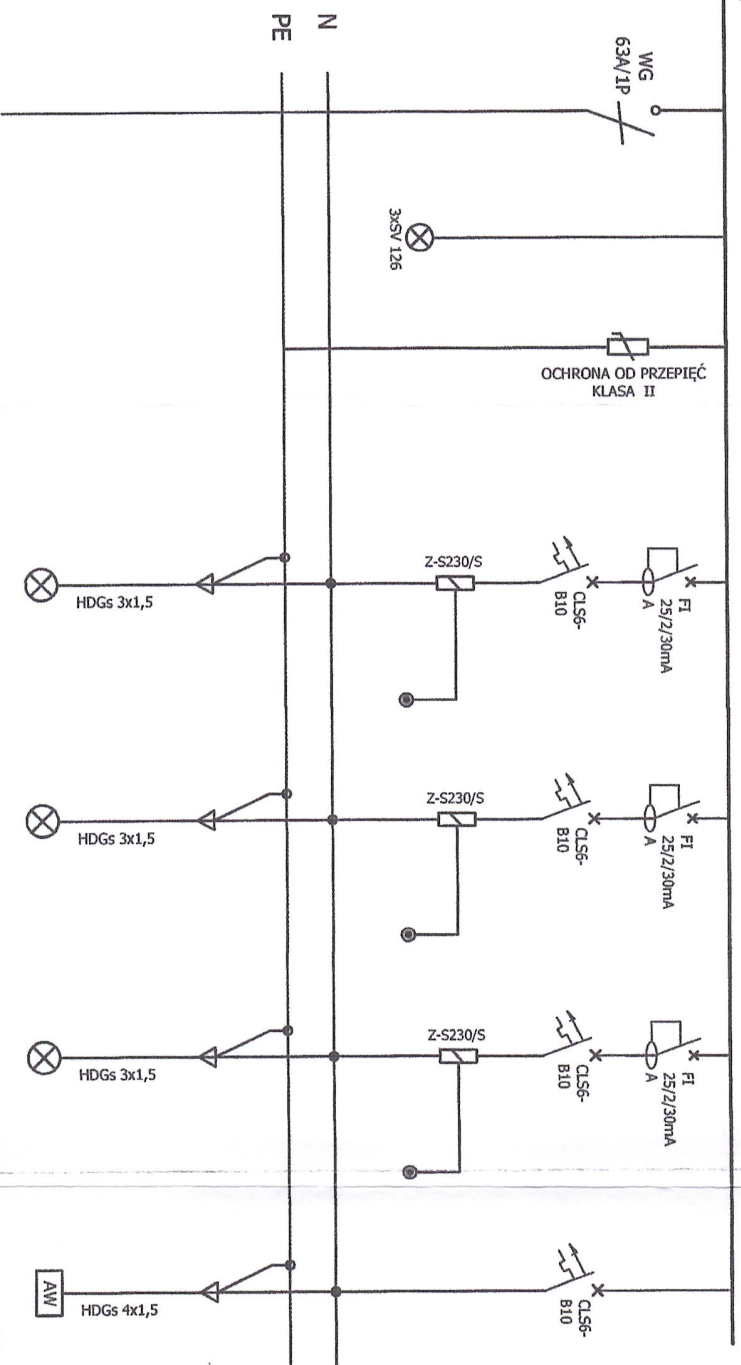 PE
N
WG
63A/1P
3xSV 126
OCHRONA OD PRZEPIĘĆ
KLASA II
FI
25/2/30mA
A
CLS6-
B10
Z-S230/S
HDGs 3x1,5
FI
25/2/30mA
A
CLS6-
B10
Z-S230/S
HDGs 3x1,5
FI
25/2/30mA
A
CLS6-
B10
Z-S230/S
HDGs 3x1,5
CLS6-
B10
HDGs 4x1,5
AW